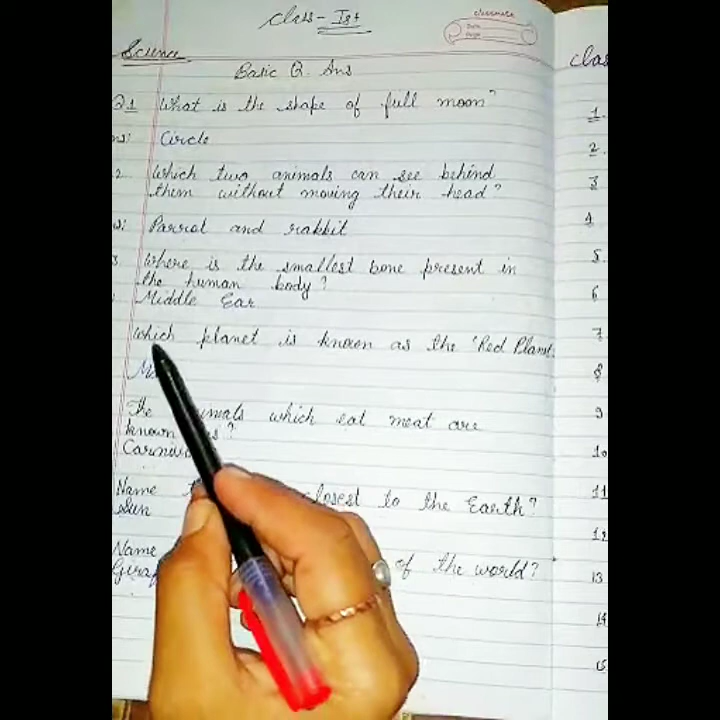 Class - Ist
classmate
Date
Page
Science
Basic Q. Ans
Q1 What is the shape of full moon?
ns: Circle
2. Which two animals can see behind
them without moving their head?
s: Parrot and rabbit
3. Where is the smallest bone present in
the human body?
Middle Ear
Which planet is known as the 'Red Planet
The animals which eat meat are
known as?
Name closest to the Earth?
Sun
Name of the world?
Clas
1.
2.
3
4
5.
6
7
8
9
10
11
12
13
14
15